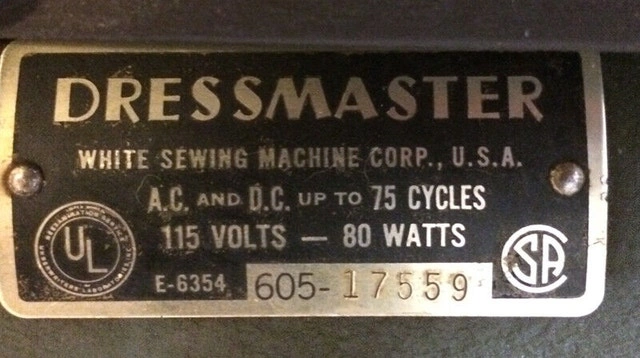 DRESSMASTER
WHITE SEWING MACHINE CORP., U.S.A.
A.C. AND D.C. UP TO 75 CYCLES
115 VOLTS — 80 WATTS
UL
SA
E-6354 605-17559